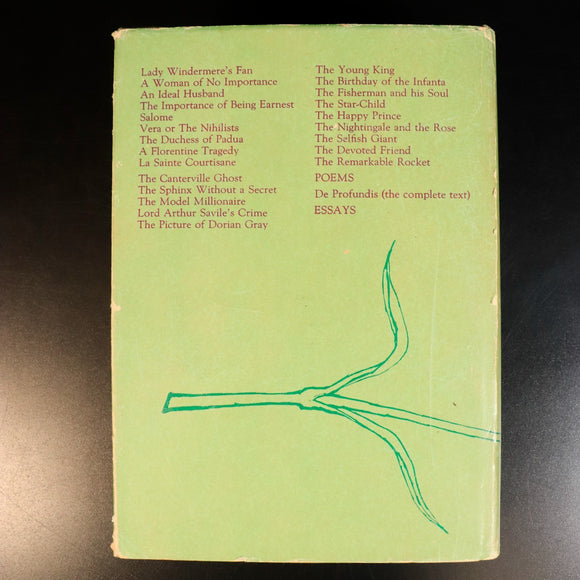 Lady Windermere's Fan
A Woman of No Importance
An Ideal Husband
The Importance of Being Earnest
Salome
Vera or The Nihilists
The Duchess of Padua
A Florentine Tragedy
La Sainte Courtisane
The Canterville Ghost
The Sphinx Without a Secret
The Model Millionaire
Lord Arthur Savile's Crime
The Picture of Dorian Gray
The Young King
The Birthday of the Infanta
The Fisherman and his Soul
The Star-Child
The Happy Prince
The Nightingale and the Rose
The Selfish Giant
The Devoted Friend
The Remarkable Rocket
POEMS
De Profundis (the complete text)
ESSAYS